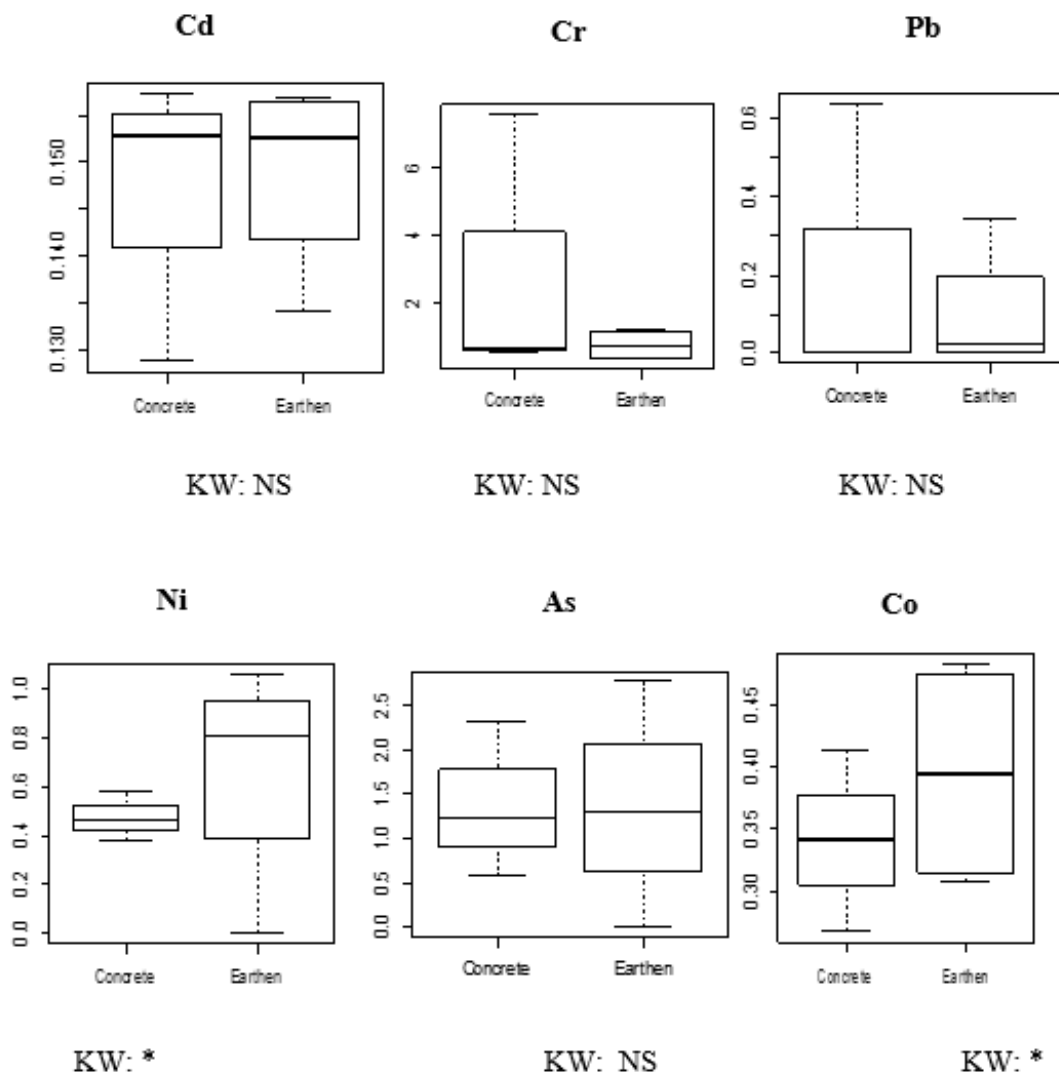 Cd Cr Pb
0.130 0.140 0.150
Concrete Earthen
2 4 6
Concrete Earthen
0.0 0.2 0.4 0.6
Concrete Earthen
KW: NS KW: NS KW: NS
Ni As Co
0.0 0.2 0.4 0.6 0.8 1.0
Concrete Earthen
0.0 0.5 1.0 1.5 2.0 2.5
Concrete Earthen
0.30 0.35 0.40 0.45
Concrete Earthen
KW: * KW: NS KW: *